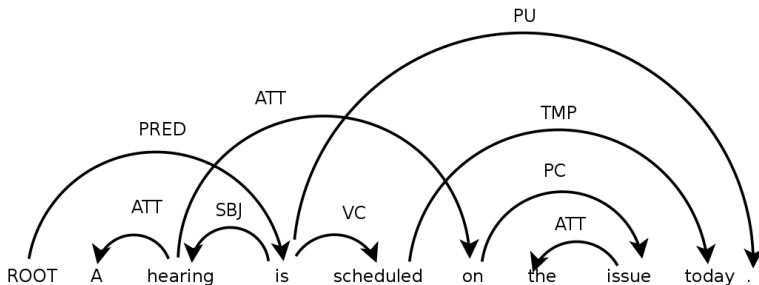 PU
ATT
TMP
PRED
PC
ATT
SBJ
VC
ATT
ROOT A hearing is scheduled on the issue today .